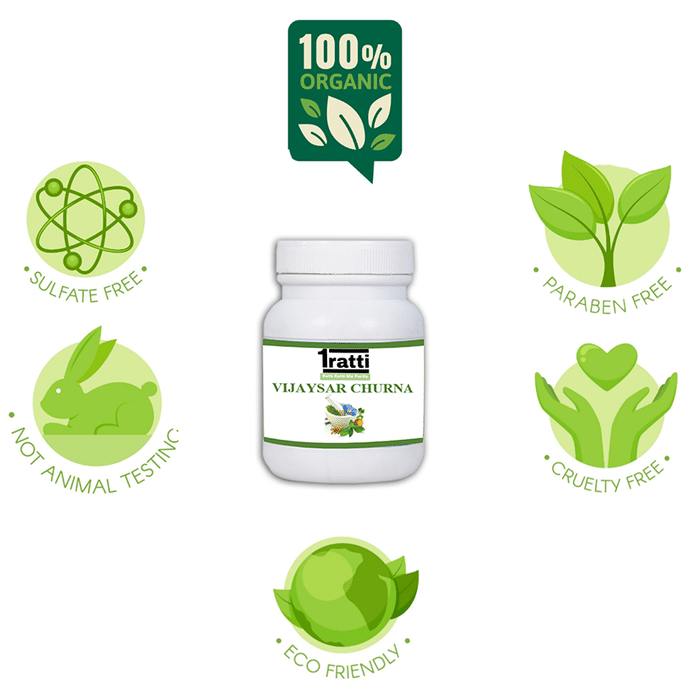 100%
ORGANIC
• SULFATE FREE •
• PARABEN FREE •
1ratti
VIJAYSAR CHURNA
• NOT ANIMAL TESTING
• CRUELTY FREE •
• ECO FRIENDLY •